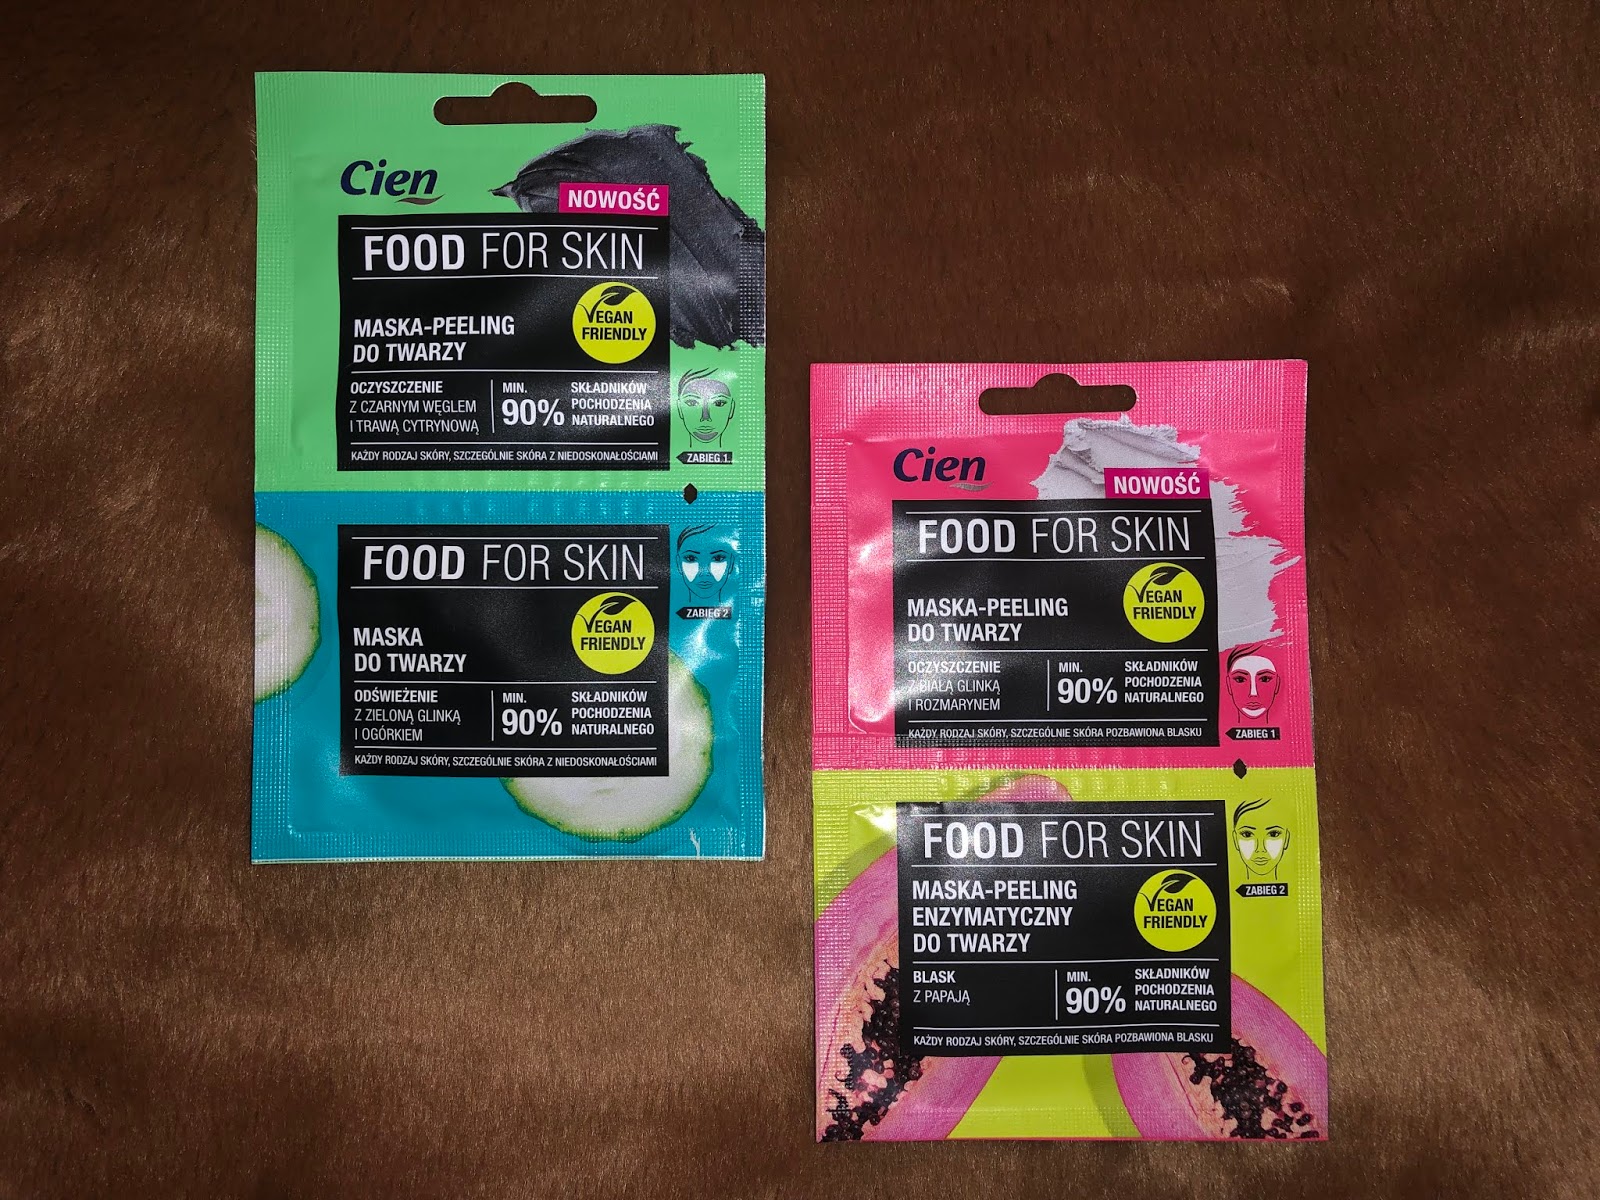 Cien
NOWOŚĆ
FOOD FOR SKIN
VEGAN
FRIENDLY
MASKA-PEELING
DO TWARZY
OCZYSZCZENIE
Z CZARNYM WĘGLEM
I TRAWĄ CYTRYNOWĄ
MIN.
90%
SKŁADNIKÓW
POCHODZENIA
NATURALNEGO
KAŻDY RODZAJ SKÓRY, SZCZEGÓLNIE SKÓRA Z NIEDOSKONAŁOŚCIAMI
ZABIEG 1
FOOD FOR SKIN
VEGAN
FRIENDLY
MASKA
DO TWARZY
ODŚWIEŻENIE
Z ZIELONĄ GLINKĄ
I OGÓRKIEM
MIN.
90%
SKŁADNIKÓW
POCHODZENIA
NATURALNEGO
KAŻDY RODZAJ SKÓRY, SZCZEGÓLNIE SKÓRA Z NIEDOSKONAŁOŚCIAMI
ZABIEG 2
Cien
NOWOŚĆ
FOOD FOR SKIN
VEGAN
FRIENDLY
MASKA-PEELING
DO TWARZY
OCZYSZCZENIE
Z BIAŁĄ GLINKĄ
I ROZMARYNEM
MIN.
90%
SKŁADNIKÓW
POCHODZENIA
NATURALNEGO
KAŻDY RODZAJ SKÓRY, SZCZEGÓLNIE SKÓRA POZBAWIONA BLASKU
ZABIEG 1
FOOD FOR SKIN
MASKA-PEELING
ENZYMATYCZNY
DO TWARZY
VEGAN
FRIENDLY
BLASK
Z PAPAJĄ
MIN.
90%
SKŁADNIKÓW
POCHODZENIA
NATURALNEGO
KAŻDY RODZAJ SKÓRY, SZCZEGÓLNIE SKÓRA POZBAWIONA BLASKU
ZABIEG 2